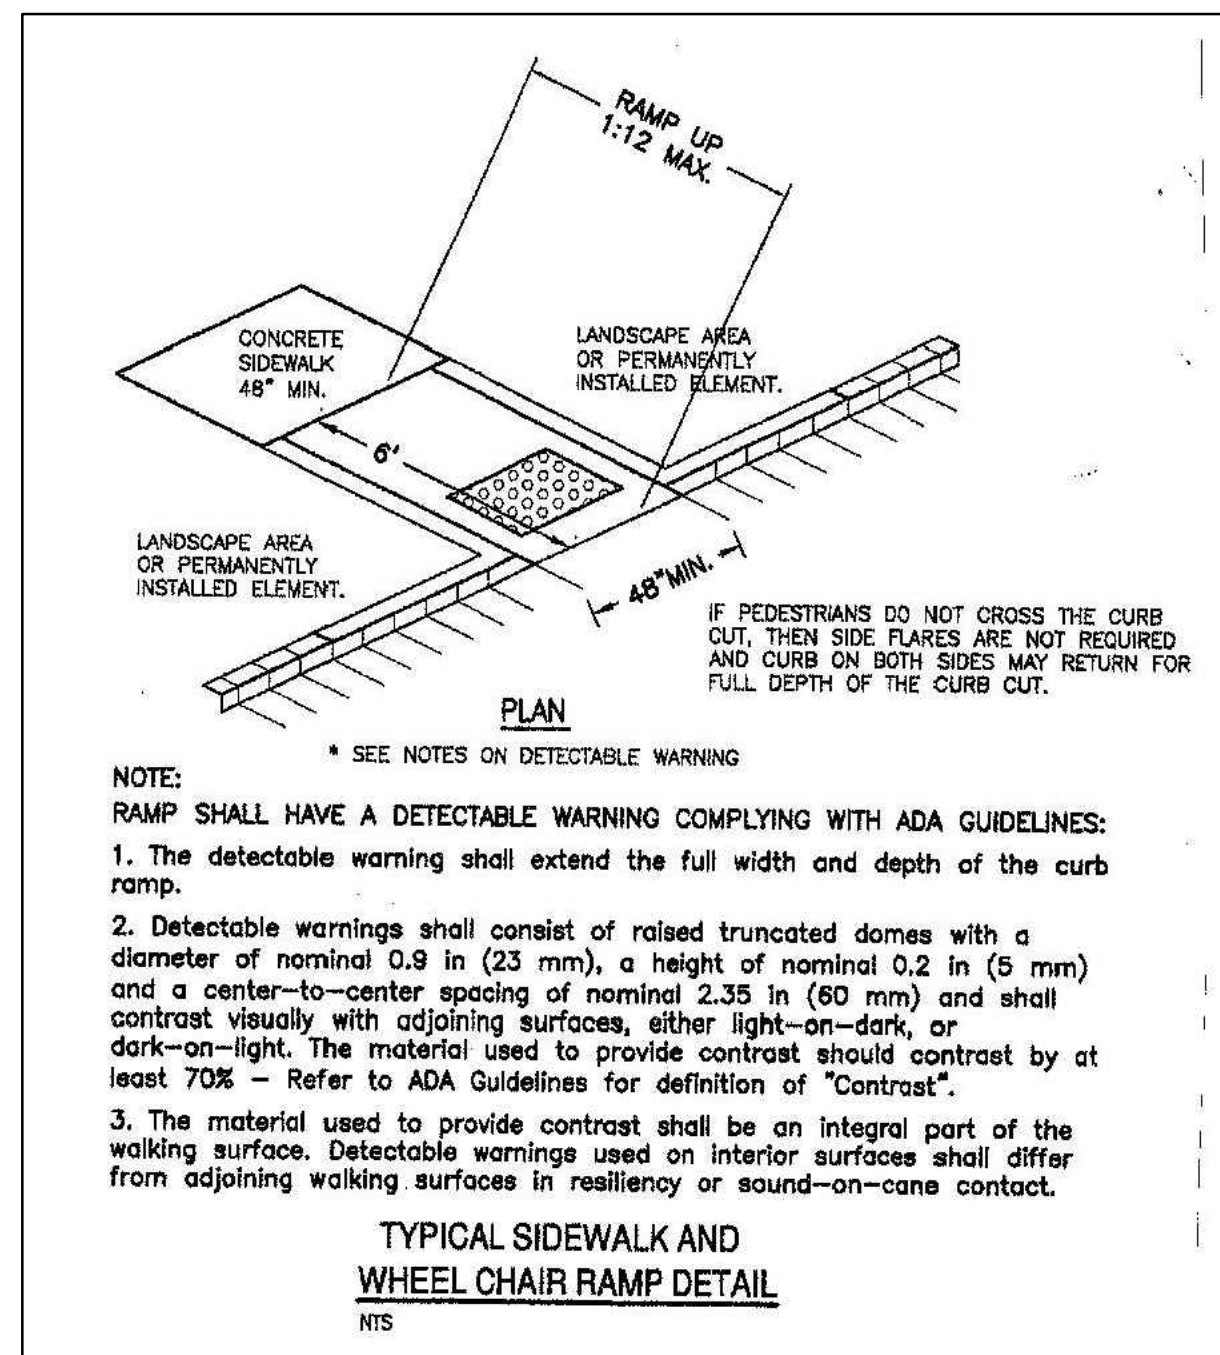 RAMP UP
1:12 MAX.
CONCRETE
SIDEWALK
48" MIN.
LANDSCAPE AREA
OR PERMANENTLY
INSTALLED ELEMENT.
6'
LANDSCAPE AREA
OR PERMANENTLY
INSTALLED ELEMENT.
48"MIN.
IF PEDESTRIANS DO NOT CROSS THE CURB
CUT, THEN SIDE FLARES ARE NOT REQUIRED
AND CURB ON BOTH SIDES MAY RETURN FOR
FULL DEPTH OF THE CURB CUT.
PLAN
* SEE NOTES ON DETECTABLE WARNING
NOTE:
RAMP SHALL HAVE A DETECTABLE WARNING COMPLYING WITH ADA GUIDELINES:
1. The detectable warning shall extend the full width and depth of the curb
ramp.
2. Detectable warnings shall consist of raised truncated domes with a
diameter of nominal 0.9 in (23 mm), a height of nominal 0.2 in (5 mm)
and a center-to-center spacing of nominal 2.35 in (60 mm) and shall
contrast visually with adjoining surfaces, either light-on-dark, or
dark-on-light. The material used to provide contrast should contrast by at
least 70% - Refer to ADA Guidelines for definition of "Contrast".
3. The material used to provide contrast shall be an integral part of the
walking surface. Detectable warnings used on interior surfaces shall differ
from adjoining walking surfaces in resiliency or sound-on-cane contact.
TYPICAL SIDEWALK AND
WHEEL CHAIR RAMP DETAIL
NTS